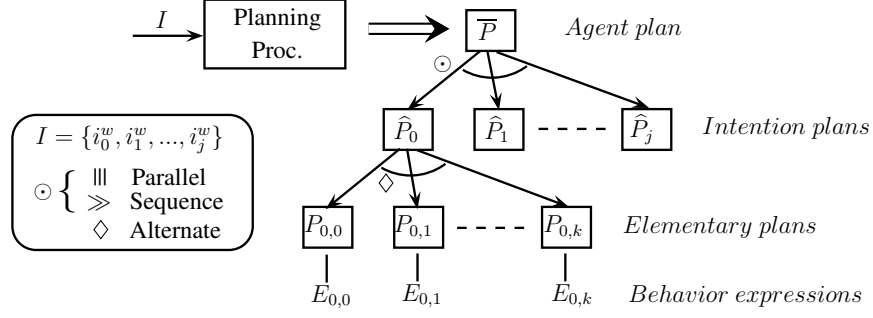 I
Planning
Proc.
P̅
Agent plan
⊙
P̂₀
P̂₁
P̂ⱼ
Intention plans
I = {i₀ʷ, i₁ʷ, ..., iⱼʷ}
⊙ { ||| Parallel
≫ Sequence
◊ Alternate
◊
P₀,₀
P₀,₁
P₀,ₖ
Elementary plans
E₀,₀
E₀,₁
E₀,ₖ
Behavior expressions